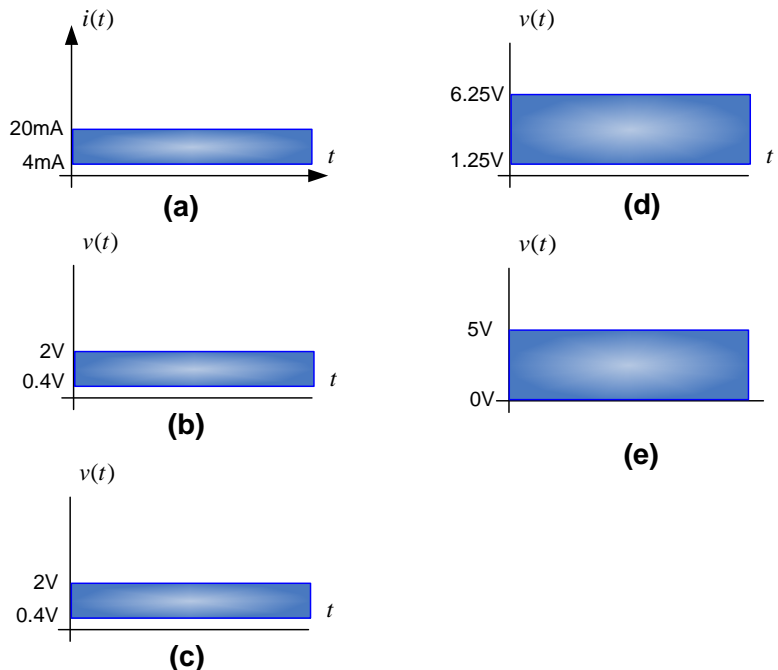 i(t)
20mA
4mA
t
(a)
v(t)
2V
0.4V
t
(b)
v(t)
2V
0.4V
t
(c)
v(t)
6.25V
1.25V
(d)
v(t)
5V
0V
(e)